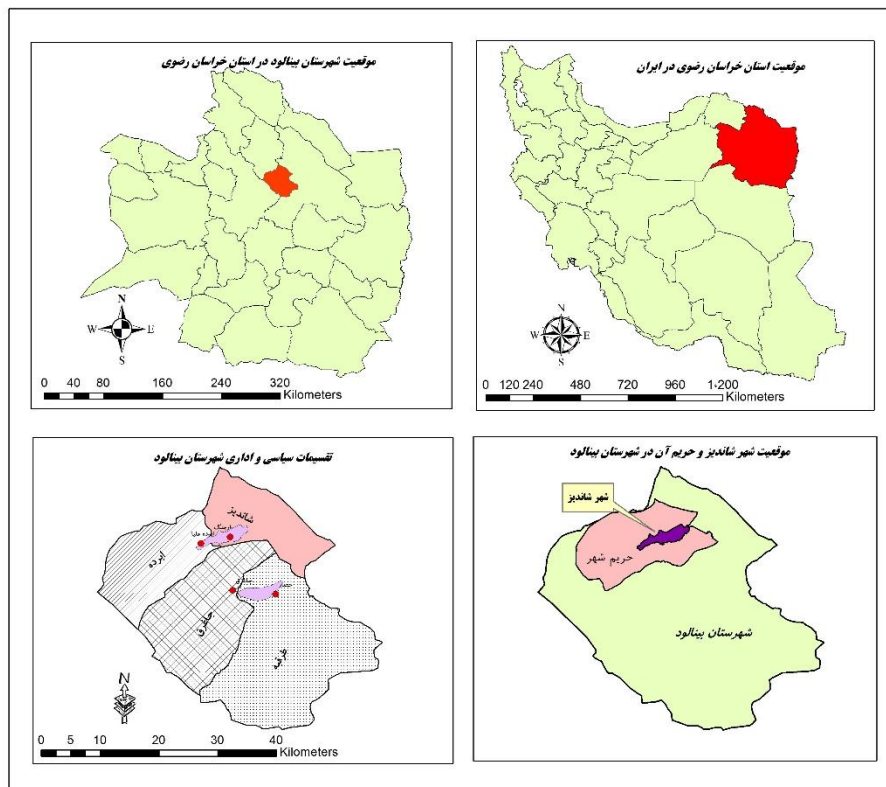 موقعیت استان خراسان رضوی در ایران
N
W E
S
0 120 240 480 720 960 1·200
Kilometers
موقعیت شهرستان بینالود در استان خراسان رضوی
N
W E
S
0 40 80 160 240 320
Kilometers
موقعیت شهر شاندیز و حریم آن در شهرستان بینالود
شهر شاندیز
حریم شهر
شهرستان بینالود
تقسیمات سیاسی و اداری شهرستان بینالود
شاندیز
ابرده
جاغرق
طرقبه
N
0 5 10 20 30 40
Kilometers